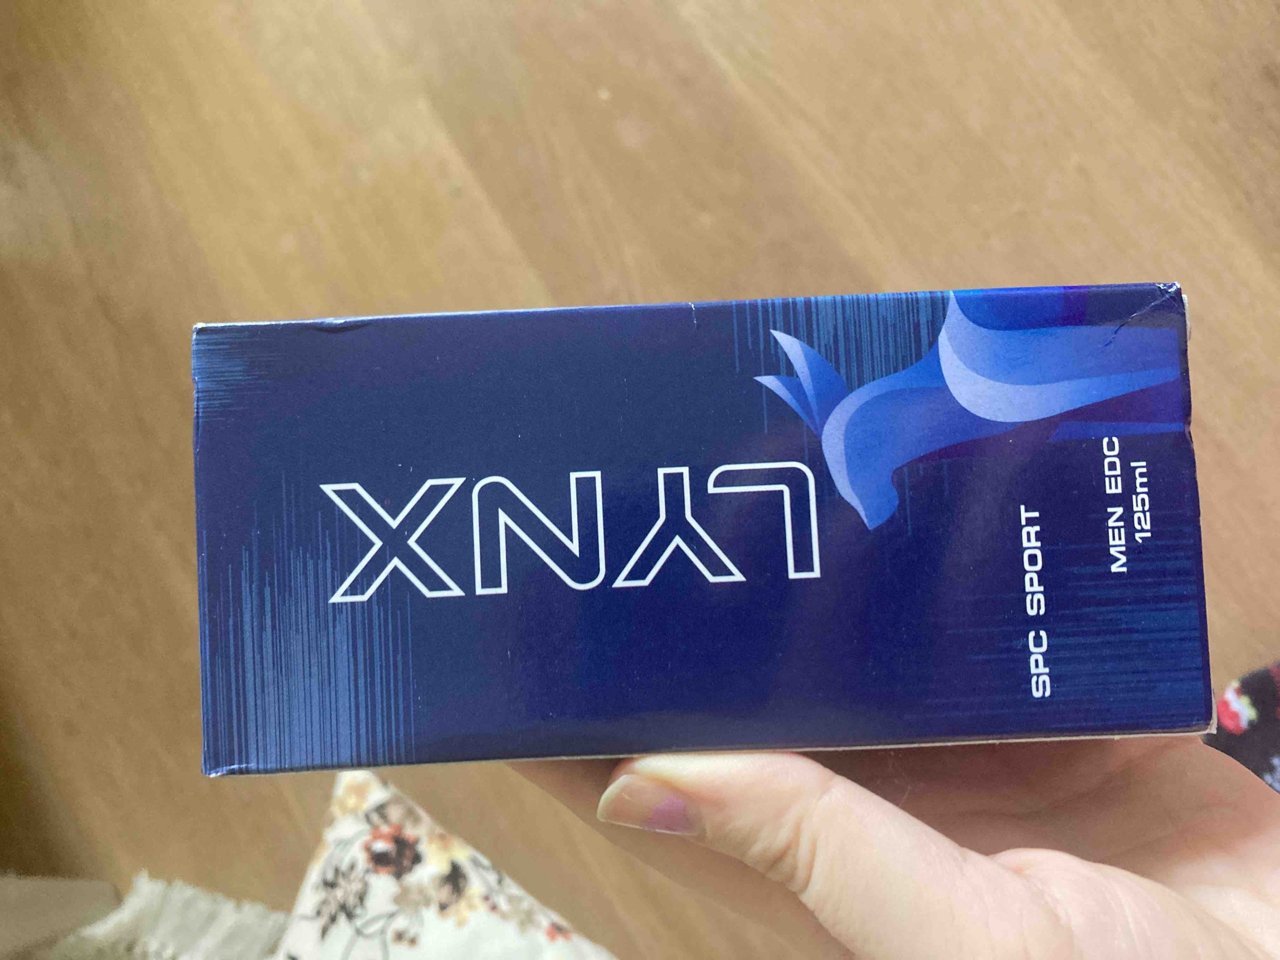 LYNX
SPC SPORT
MEN EDC
125ml